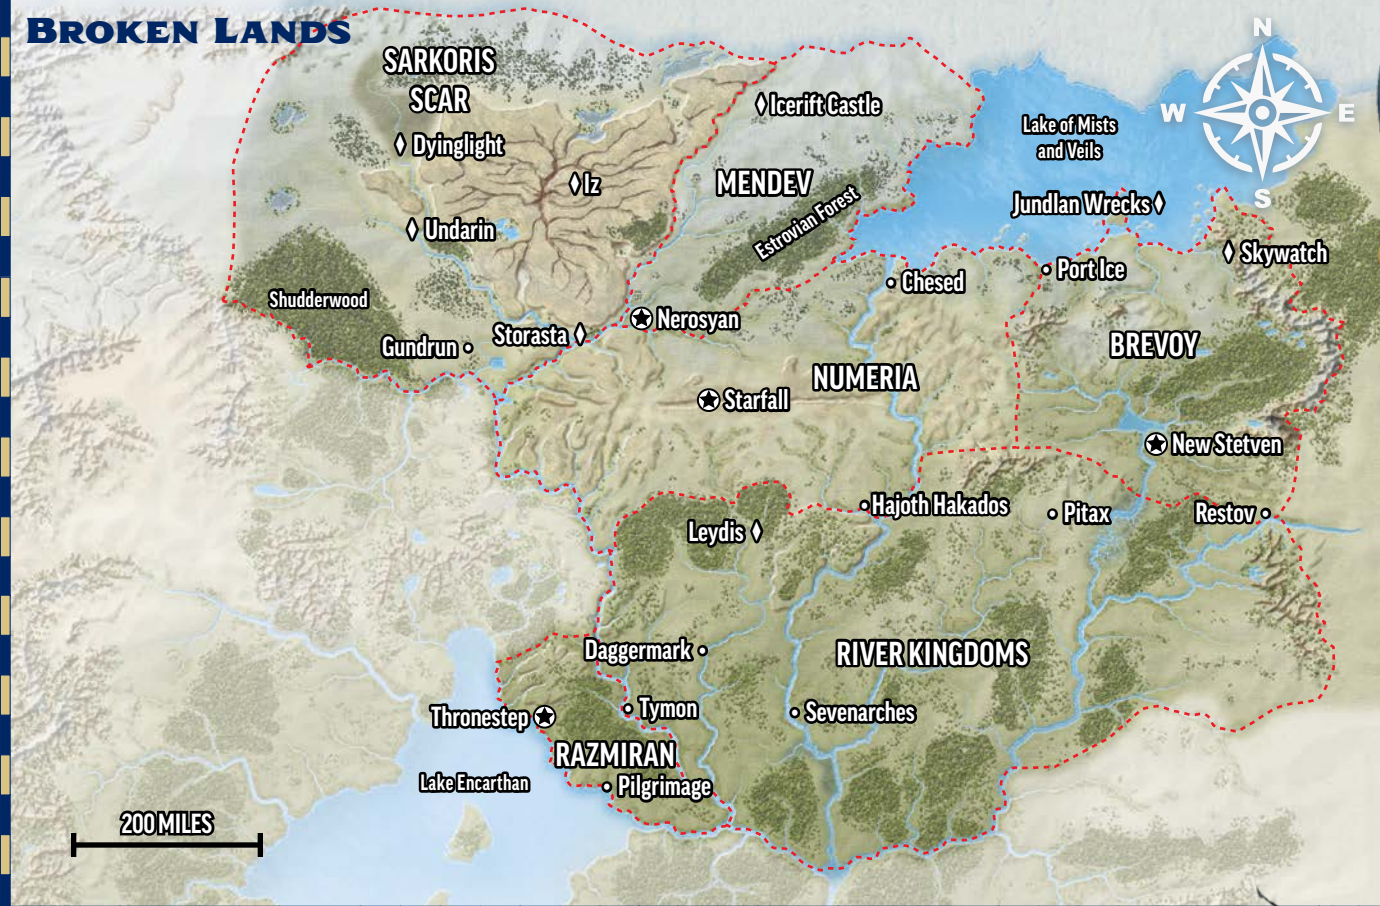 BROKEN LANDS
N
W
E
S
SARKORIS
SCAR
Icerift Castle
Lake of Mists
and Veils
Dyinglight
Iz
MENDEV
Jundlan Wrecks
Undarin
Estrovian Forest
Skywatch
Port Ice
Chesed
Shudderwood
Nerosyan
Storasta
Gundrun
BREVOY
NUMERIA
Starfall
New Stetven
Hajoth Hakados
Pitax
Restov
Leydis
Daggermark
RIVER KINGDOMS
Thronestep
Tymon
Sevenarches
RAZMIRAN
Lake Encarthan
Pilgrimage
200 MILES